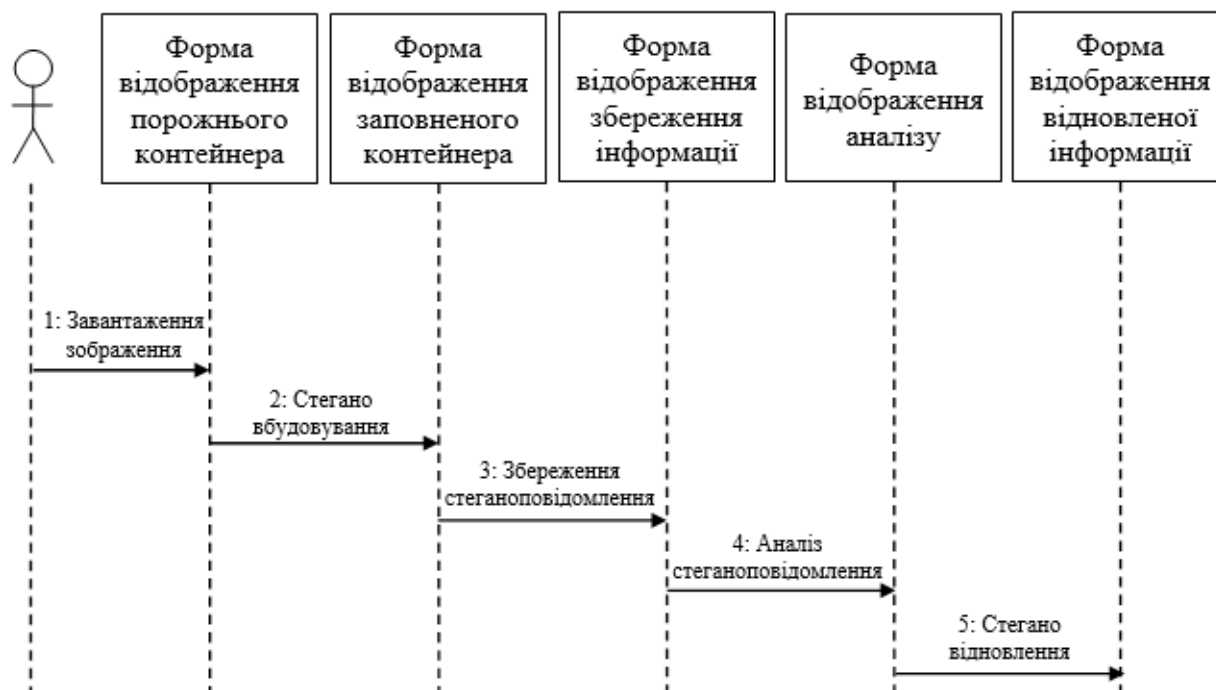 Форма
відображення
порожнього
контейнера
Форма
відображення
заповненого
контейнера
Форма
відображення
збереження
інформації
Форма
відображення
аналізу
Форма
відображення
відновленої
інформації
1: Завантаження
зображення
2: Стегано
вбудовування
3: Збереження
стеганоповідомлення
4: Аналіз
стеганоповідомлення
5: Стегано
відновлення